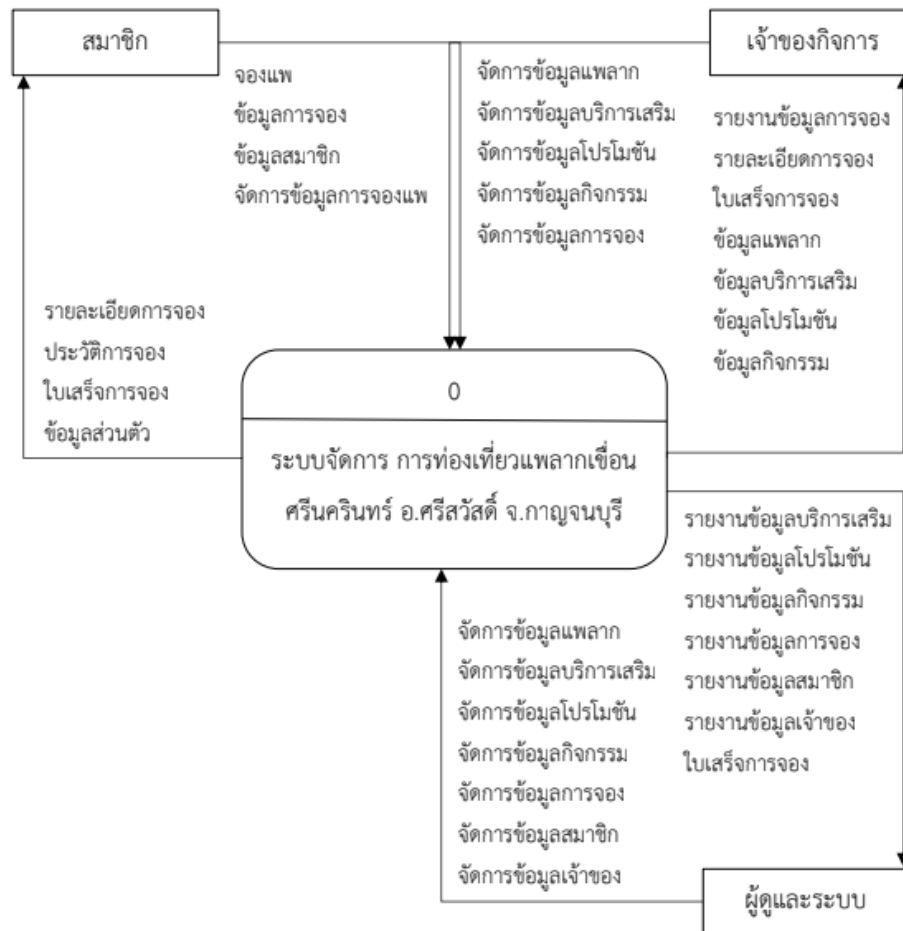 สมาชิก
เจ้าของกิจการ
จองแพ
ข้อมูลการจอง
ข้อมูลสมาชิก
จัดการข้อมูลการจองแพ
จัดการข้อมูลแพลาก
จัดการข้อมูลบริการเสริม
จัดการข้อมูลโปรโมชัน
จัดการข้อมูลกิจกรรม
จัดการข้อมูลการจอง
รายงานข้อมูลการจอง
รายละเอียดการจอง
ใบเสร็จการจอง
ข้อมูลแพลาก
ข้อมูลบริการเสริม
ข้อมูลโปรโมชัน
ข้อมูลกิจกรรม
รายละเอียดการจอง
ประวัติการจอง
ใบเสร็จการจอง
ข้อมูลส่วนตัว
0
ระบบจัดการ การท่องเที่ยวแพลากเขื่อน
ศรีนครินทร์ อ.ศรีสวัสดิ์ จ.กาญจนบุรี
จัดการข้อมูลแพลาก
จัดการข้อมูลบริการเสริม
จัดการข้อมูลโปรโมชัน
จัดการข้อมูลกิจกรรม
จัดการข้อมูลการจอง
จัดการข้อมูลสมาชิก
จัดการข้อมูลเจ้าของ
รายงานข้อมูลบริการเสริม
รายงานข้อมูลโปรโมชัน
รายงานข้อมูลกิจกรรม
รายงานข้อมูลการจอง
รายงานข้อมูลสมาชิก
รายงานข้อมูลเจ้าของ
ใบเสร็จการจอง
ผู้ดูและระบบ